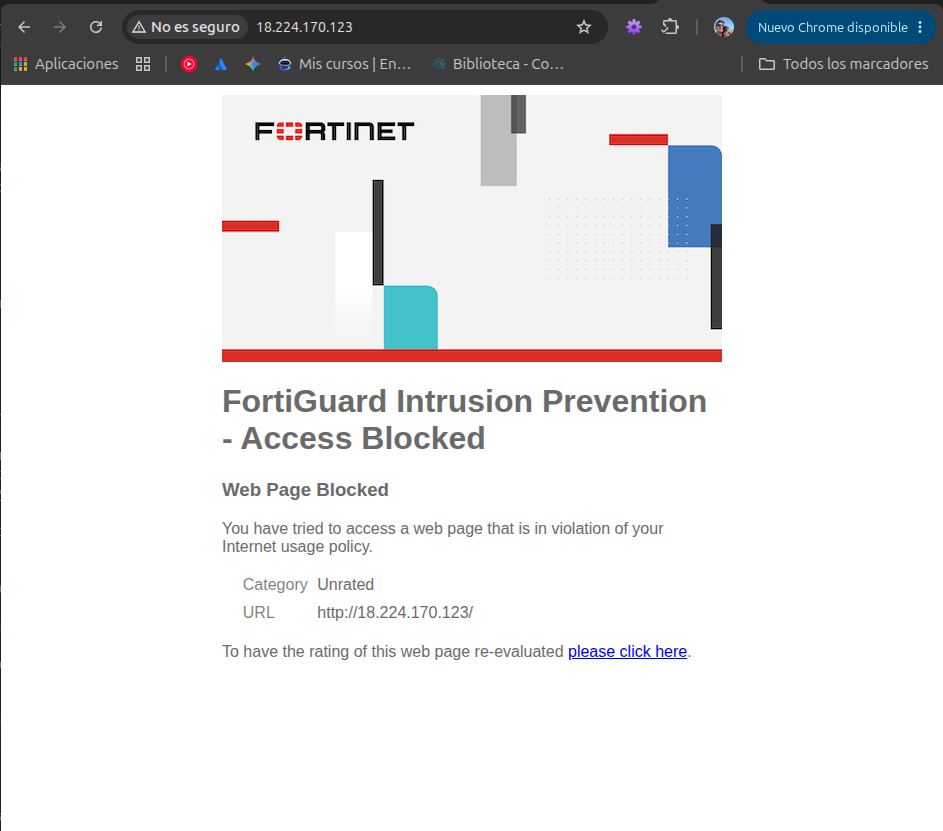 No es seguro 18.224.170.123 Nuevo Chrome disponible
Aplicaciones Mis cursos | En... Biblioteca - Co... Todos los marcadores
FORTINET
FortiGuard Intrusion Prevention
- Access Blocked
Web Page Blocked
You have tried to access a web page that is in violation of your
Internet usage policy.
Category Unrated
URL http://18.224.170.123/
To have the rating of this web page re-evaluated please click here.